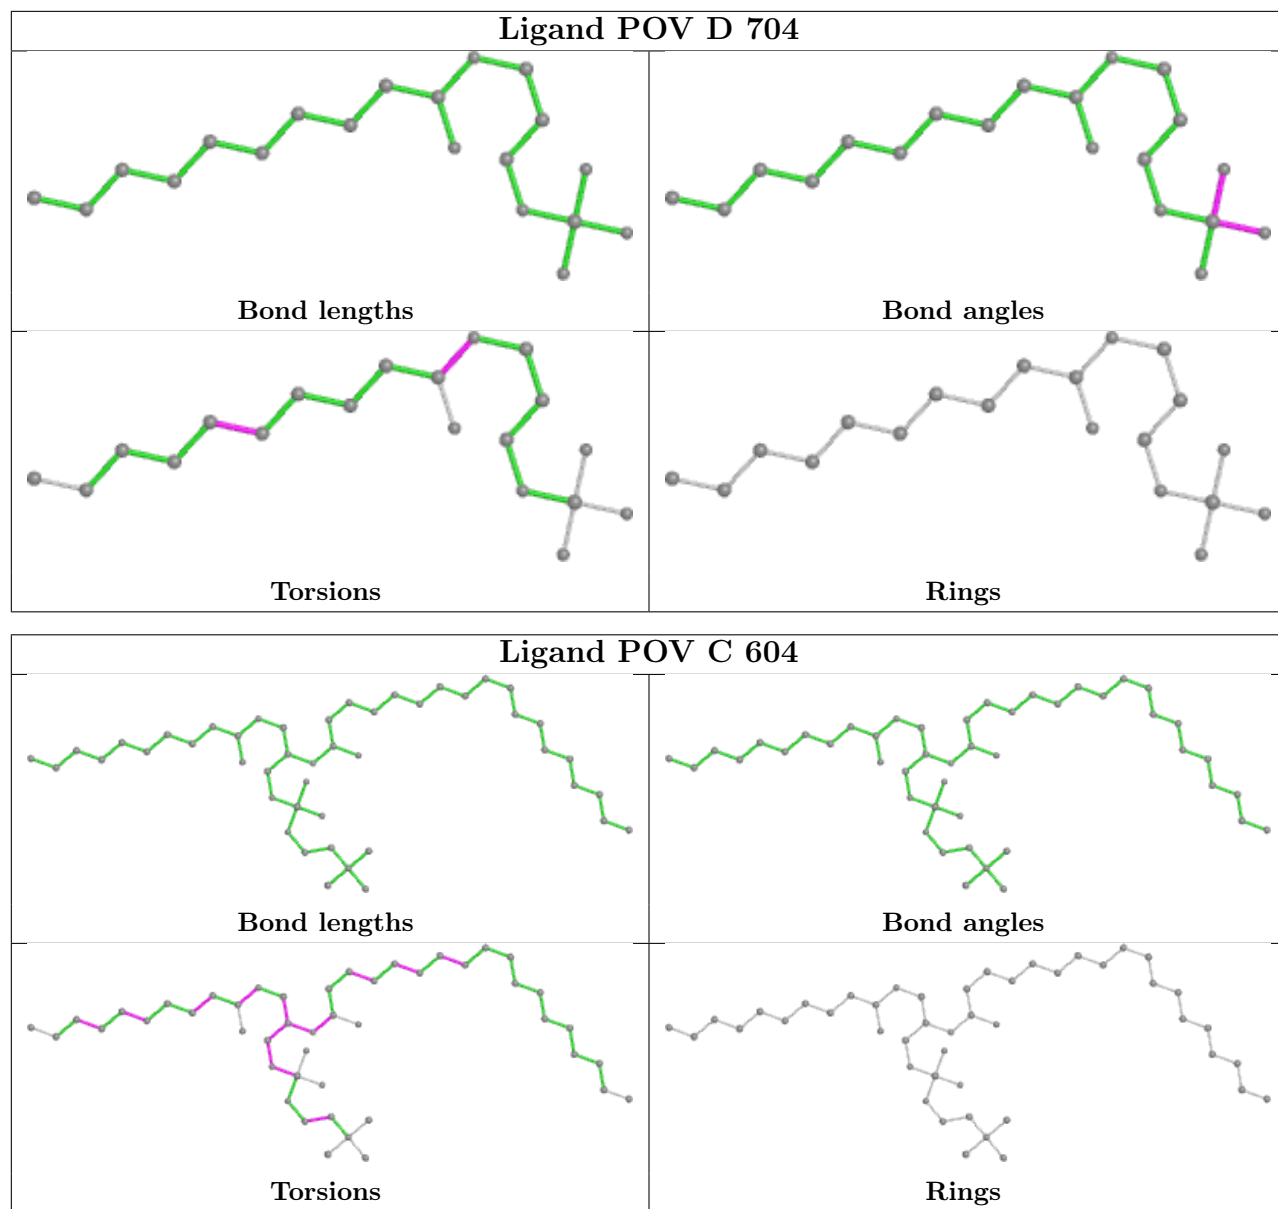 Ligand POV D 704
Bond lengths
Bond angles
Torsions
Rings
Ligand POV C 604
Bond lengths
Bond angles
Torsions
Rings